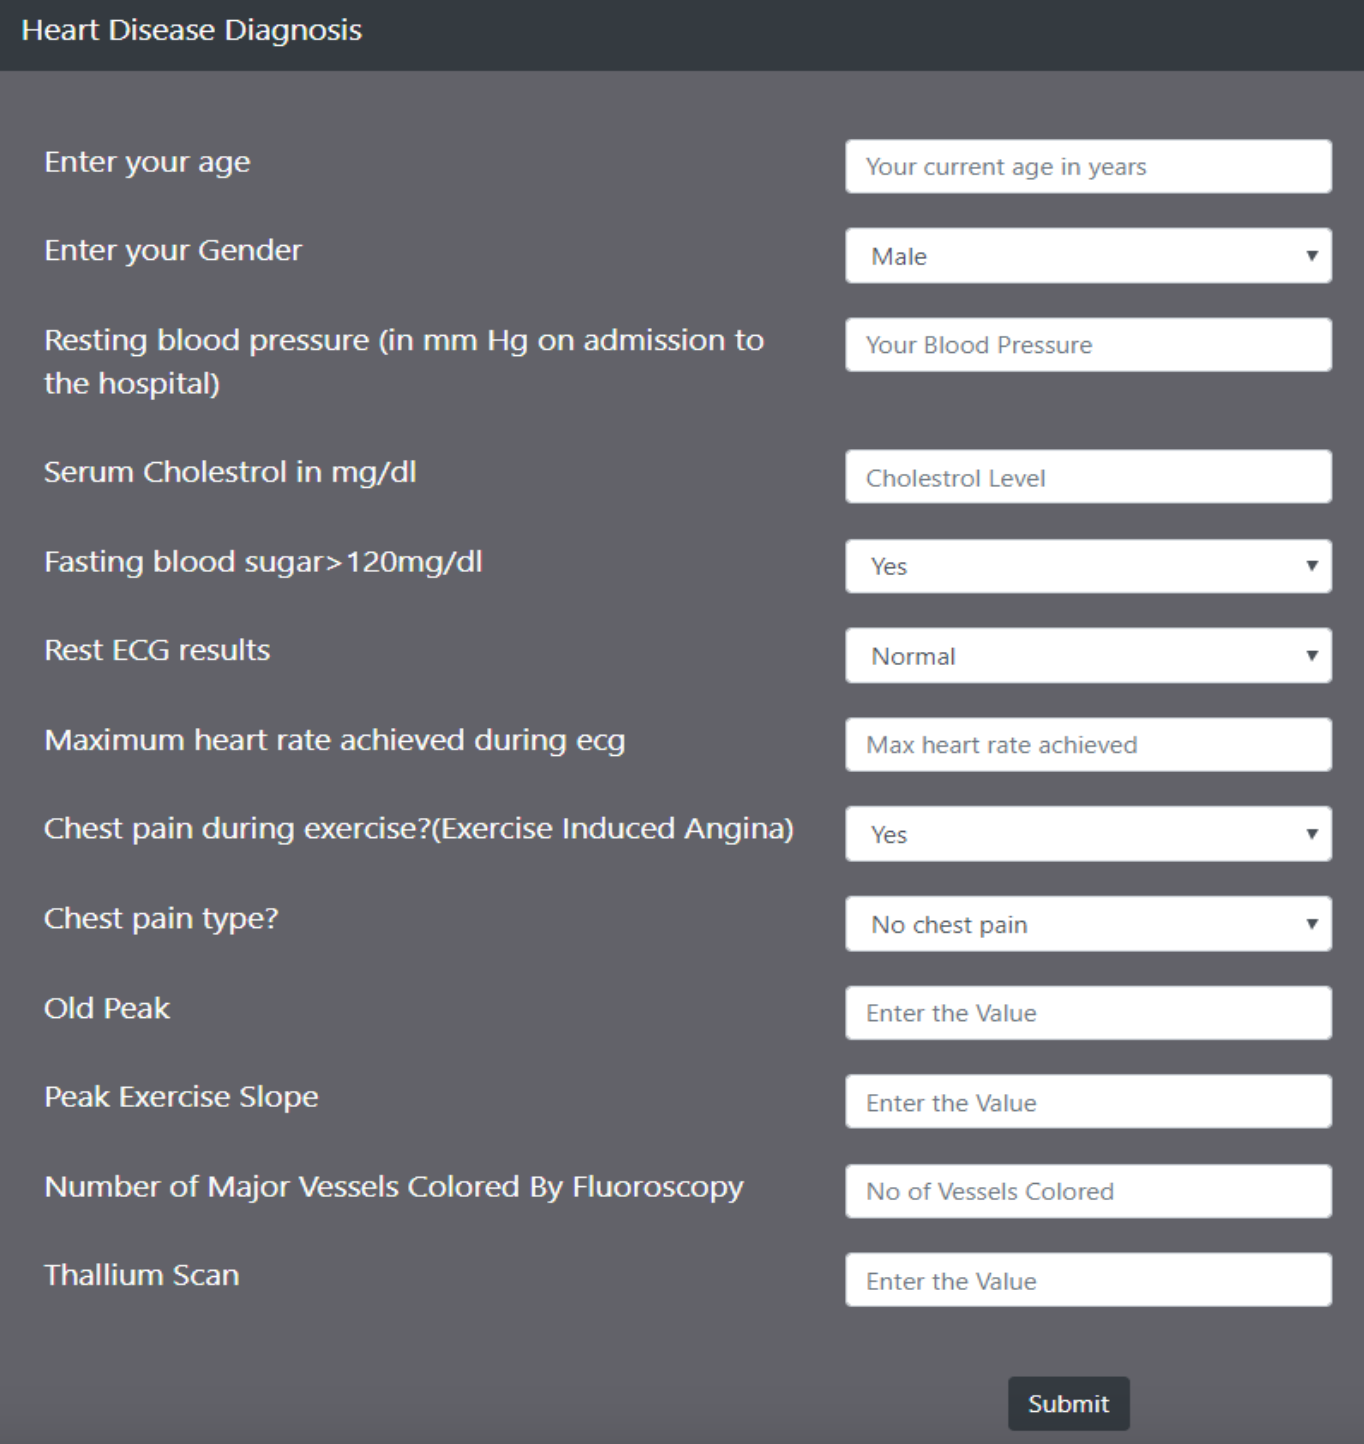 Heart Disease Diagnosis
Enter your age
Your current age in years
Enter your Gender
Male
Resting blood pressure (in mm Hg on admission to
the hospital)
Your Blood Pressure
Serum Cholestrol in mg/dl
Cholestrol Level
Fasting blood sugar>120mg/dl
Yes
Rest ECG results
Normal
Maximum heart rate achieved during ecg
Max heart rate achieved
Chest pain during exercise?(Exercise Induced Angina)
Yes
Chest pain type?
No chest pain
Old Peak
Enter the Value
Peak Exercise Slope
Enter the Value
Number of Major Vessels Colored By Fluoroscopy
No of Vessels Colored
Thallium Scan
Enter the Value
Submit